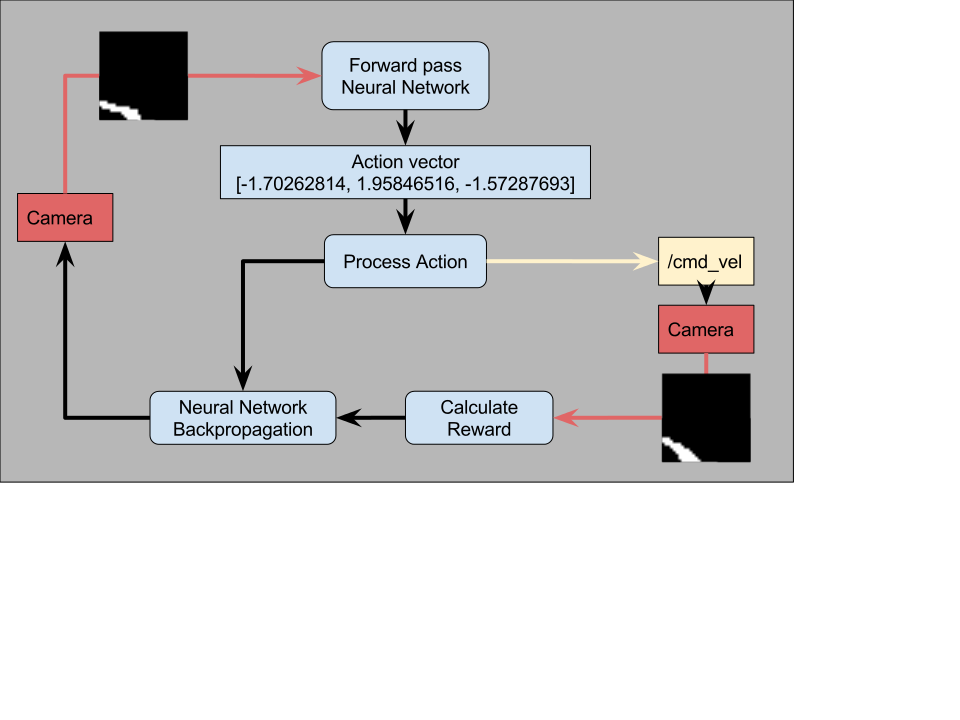 Forward pass
Neural Network
Action vector
[-1.70262814, 1.95846516, -1.57287693]
Camera
Process Action
/cmd_vel
Camera
Neural Network
Backpropagation
Calculate
Reward